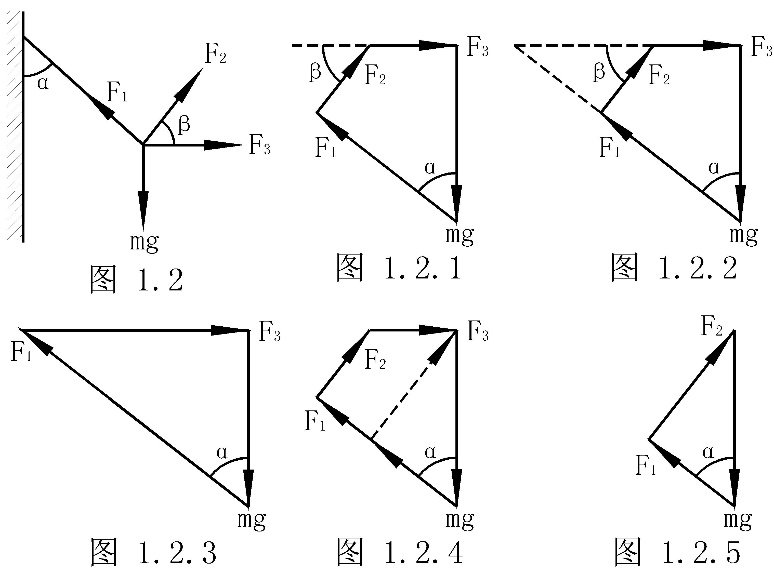 α F₁ F₂ β F₃ mg
图 1.2
β F₂ F₃ F₁ α mg
图 1.2.1
β F₂ F₃ F₁ α mg
图 1.2.2
F₁ F₃ α mg
图 1.2.3
F₂ F₃ F₁ α mg
图 1.2.4
F₂ F₁ α mg
图 1.2.5